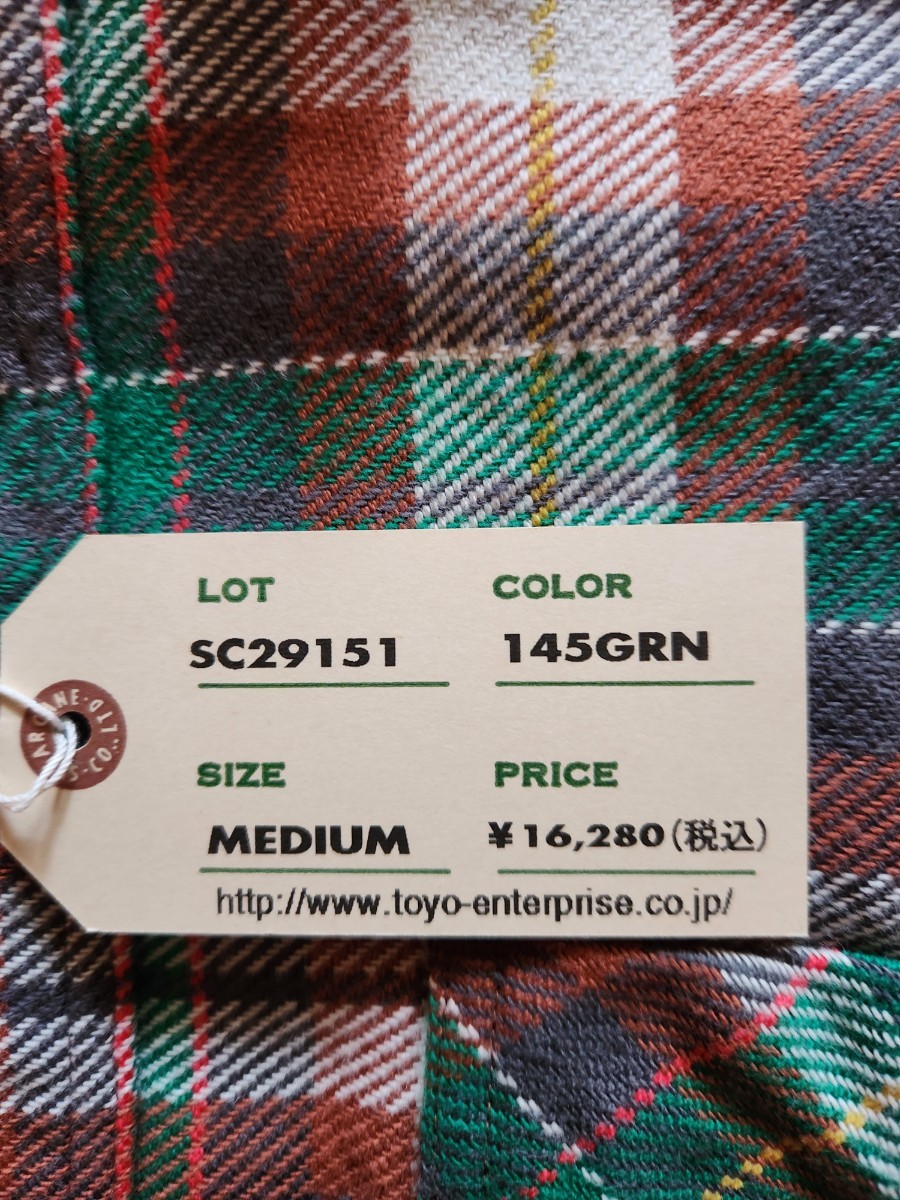 LOT COLOR
SC29151 145GRN
SIZE PRICE
MEDIUM ¥16,280(税込)
http://www.toyo-enterprise.co.jp/